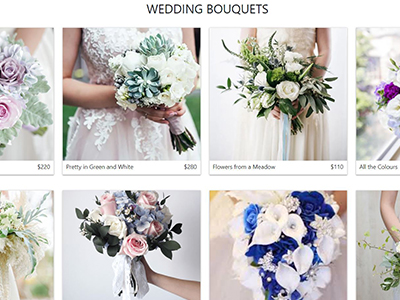 WEDDING BOUQUETS
$220
Pretty in Green and White $280
Flowers from a Meadow $110
All the Colours